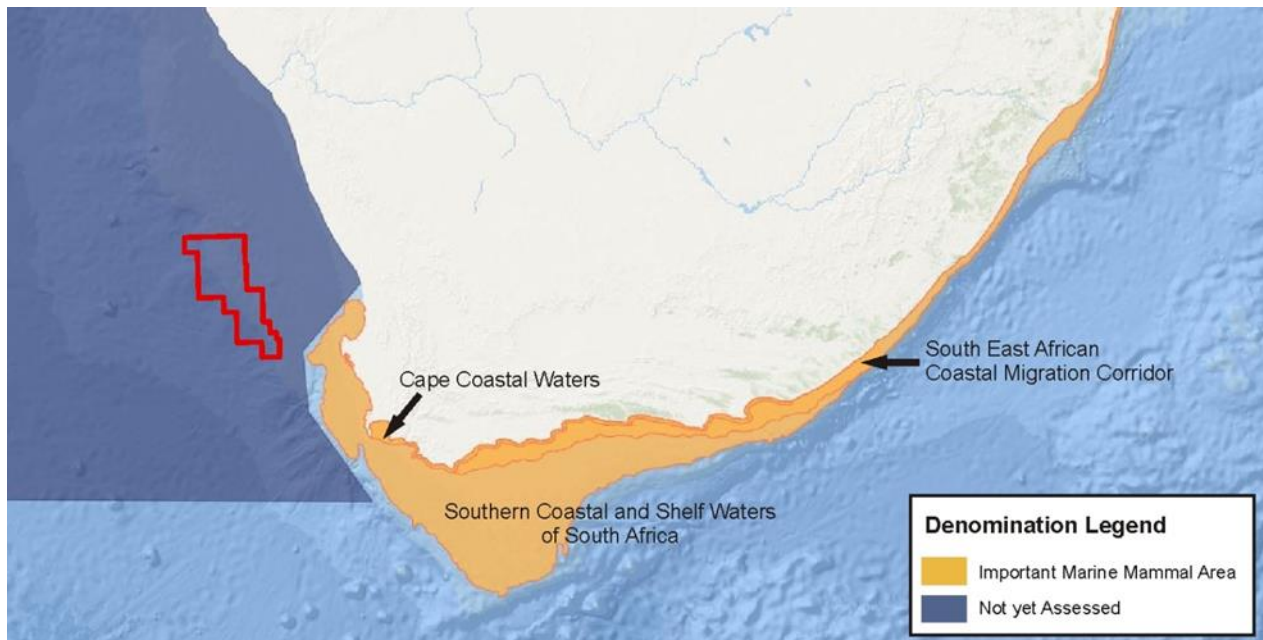 South East African
Coastal Migration Corridor
Cape Coastal Waters
Southern Coastal and Shelf Waters
of South Africa
Denomination Legend
Important Marine Mammal Area
Not yet Assessed